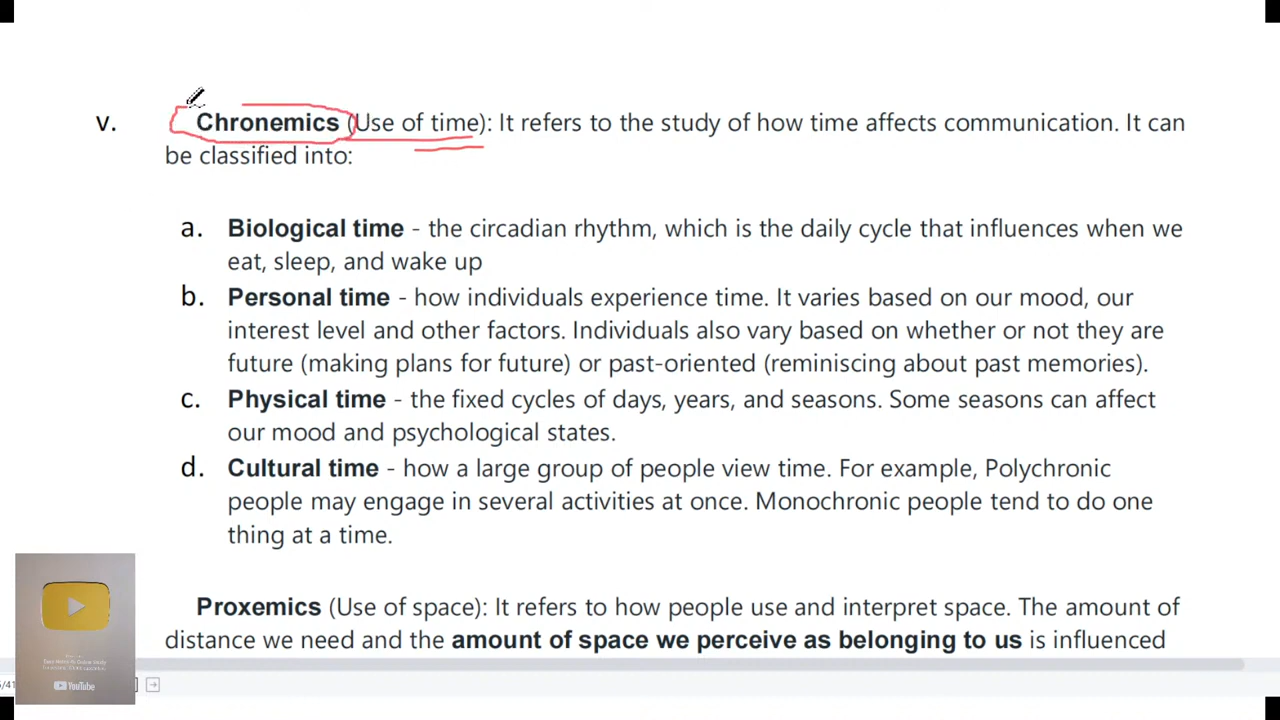 v. Chronemics (Use of time): It refers to the study of how time affects communication. It can
be classified into:
a. Biological time - the circadian rhythm, which is the daily cycle that influences when we
eat, sleep, and wake up
b. Personal time - how individuals experience time. It varies based on our mood, our
interest level and other factors. Individuals also vary based on whether or not they are
future (making plans for future) or past-oriented (reminiscing about past memories).
c. Physical time - the fixed cycles of days, years, and seasons. Some seasons can affect
our mood and psychological states.
d. Cultural time - how a large group of people view time. For example, Polychronic
people may engage in several activities at once. Monochronic people tend to do one
thing at a time.
Proxemics (Use of space): It refers to how people use and interpret space. The amount of
distance we need and the amount of space we perceive as belonging to us is influenced
YouTube